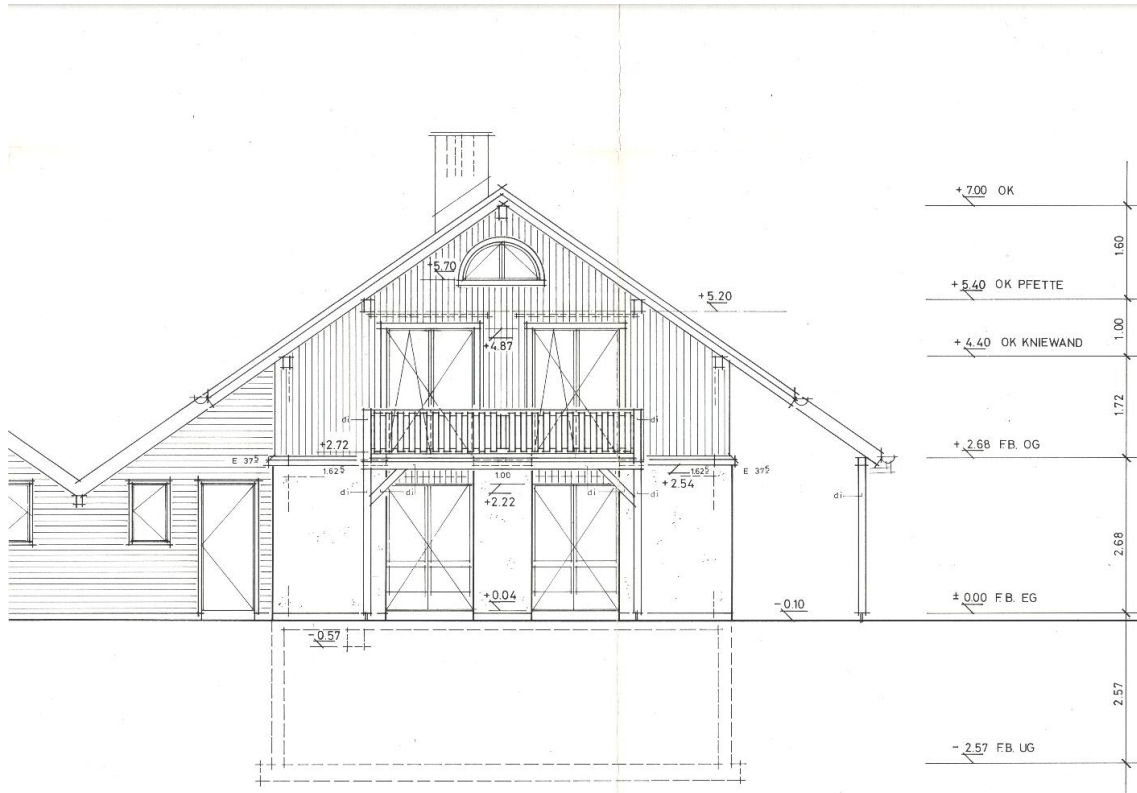 + 7.00 OK
1.60
+5.70
+ 5.40 OK PFETTE
+ 5.20
1.00
+4.87
+ 4.40 OK KNIEWAND
1.72
di
di
+2.72
+ 2.68 F.B. OG
E 37⁵
1.62⁵
1.00
1.62⁵
E 37⁵
+2.54
di
di
di
di
di
+2.22
2.68
+0.04
-0.10
± 0.00 F.B. EG
-0.57
2.57
- 2.57 F.B. UG